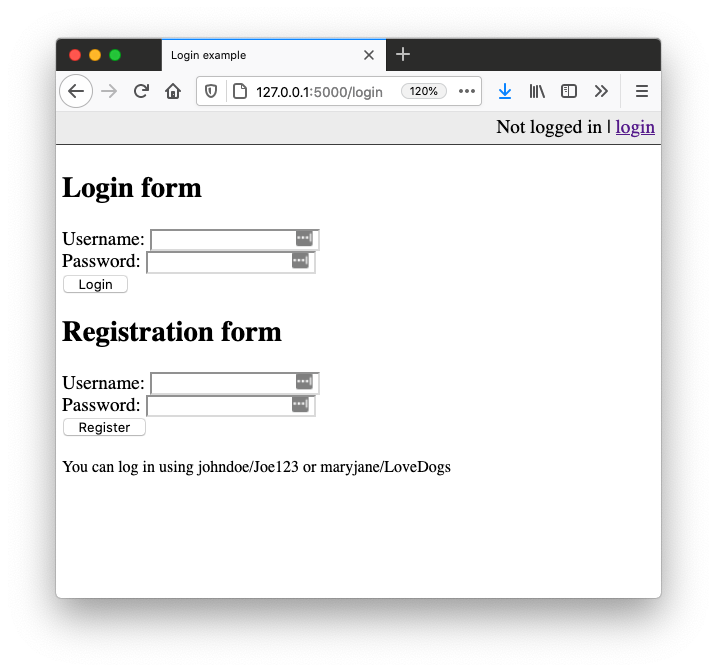 Login example
127.0.0.1:5000/login 120%
Not logged in | login
Login form
Username:
Password:
Login
Registration form
Username:
Password:
Register
You can log in using johndoe/Joe123 or maryjane/LoveDogs